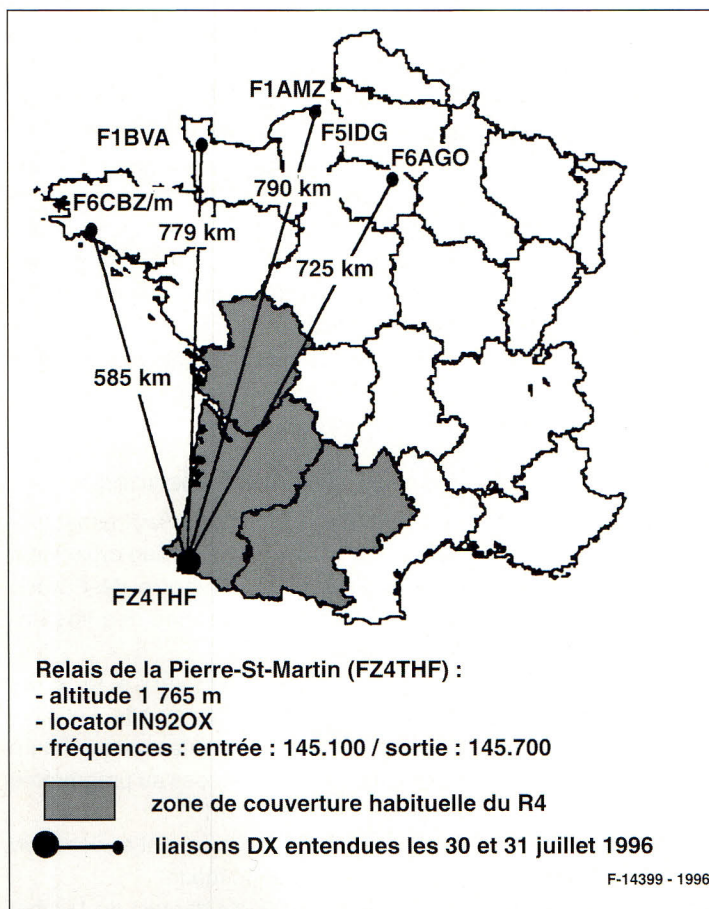 F1AMZ
F1BVA
F5IDG
F6AGO
F6CBZ/m
790 km
779 km
725 km
585 km
FZ4THF
Relais de la Pierre-St-Martin (FZ4THF) :
- altitude 1 765 m
- locator IN92OX
- fréquences : entrée : 145.100 / sortie : 145.700
zone de couverture habituelle du R4
liaisons DX entendues les 30 et 31 juillet 1996
F-14399 - 1996